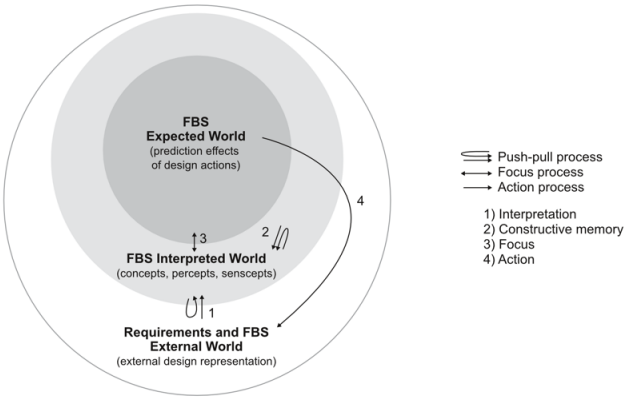 FBS
Expected World
(prediction effects
of design actions)
4
3
2
FBS Interpreted World
(concepts, percepts, senscepts)
1
Requirements and FBS
External World
(external design representation)
Push-pull process
Focus process
Action process
1) Interpretation
2) Constructive memory
3) Focus
4) Action